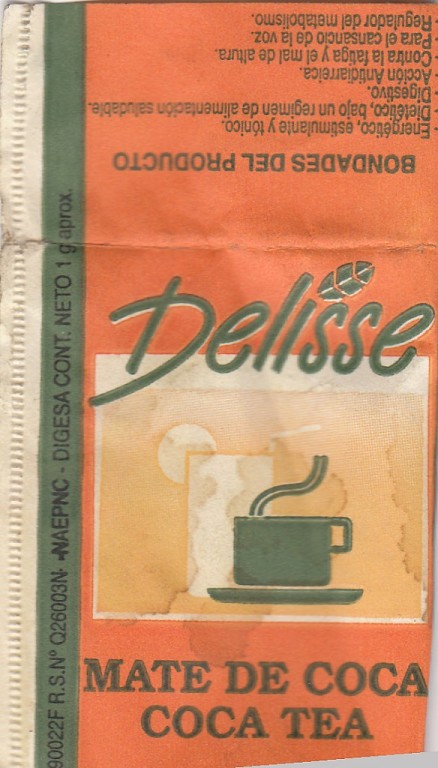 BONDADES DEL PRODUCTO
Energético, estimulante y tónico.
Dietético, bajo un regimen de alimentación saludable.
Digestivo.
Acción Antidiarreica.
Contra la fatiga y el mal de altura.
Para el cansancio de la voz.
Regulador del metabolismo.
Delisse
MATE DE COCA
COCA TEA
90022F R.S.Nº Q26003N- NAEPNC - DIGESA CONT. NETO 1 g aprox.